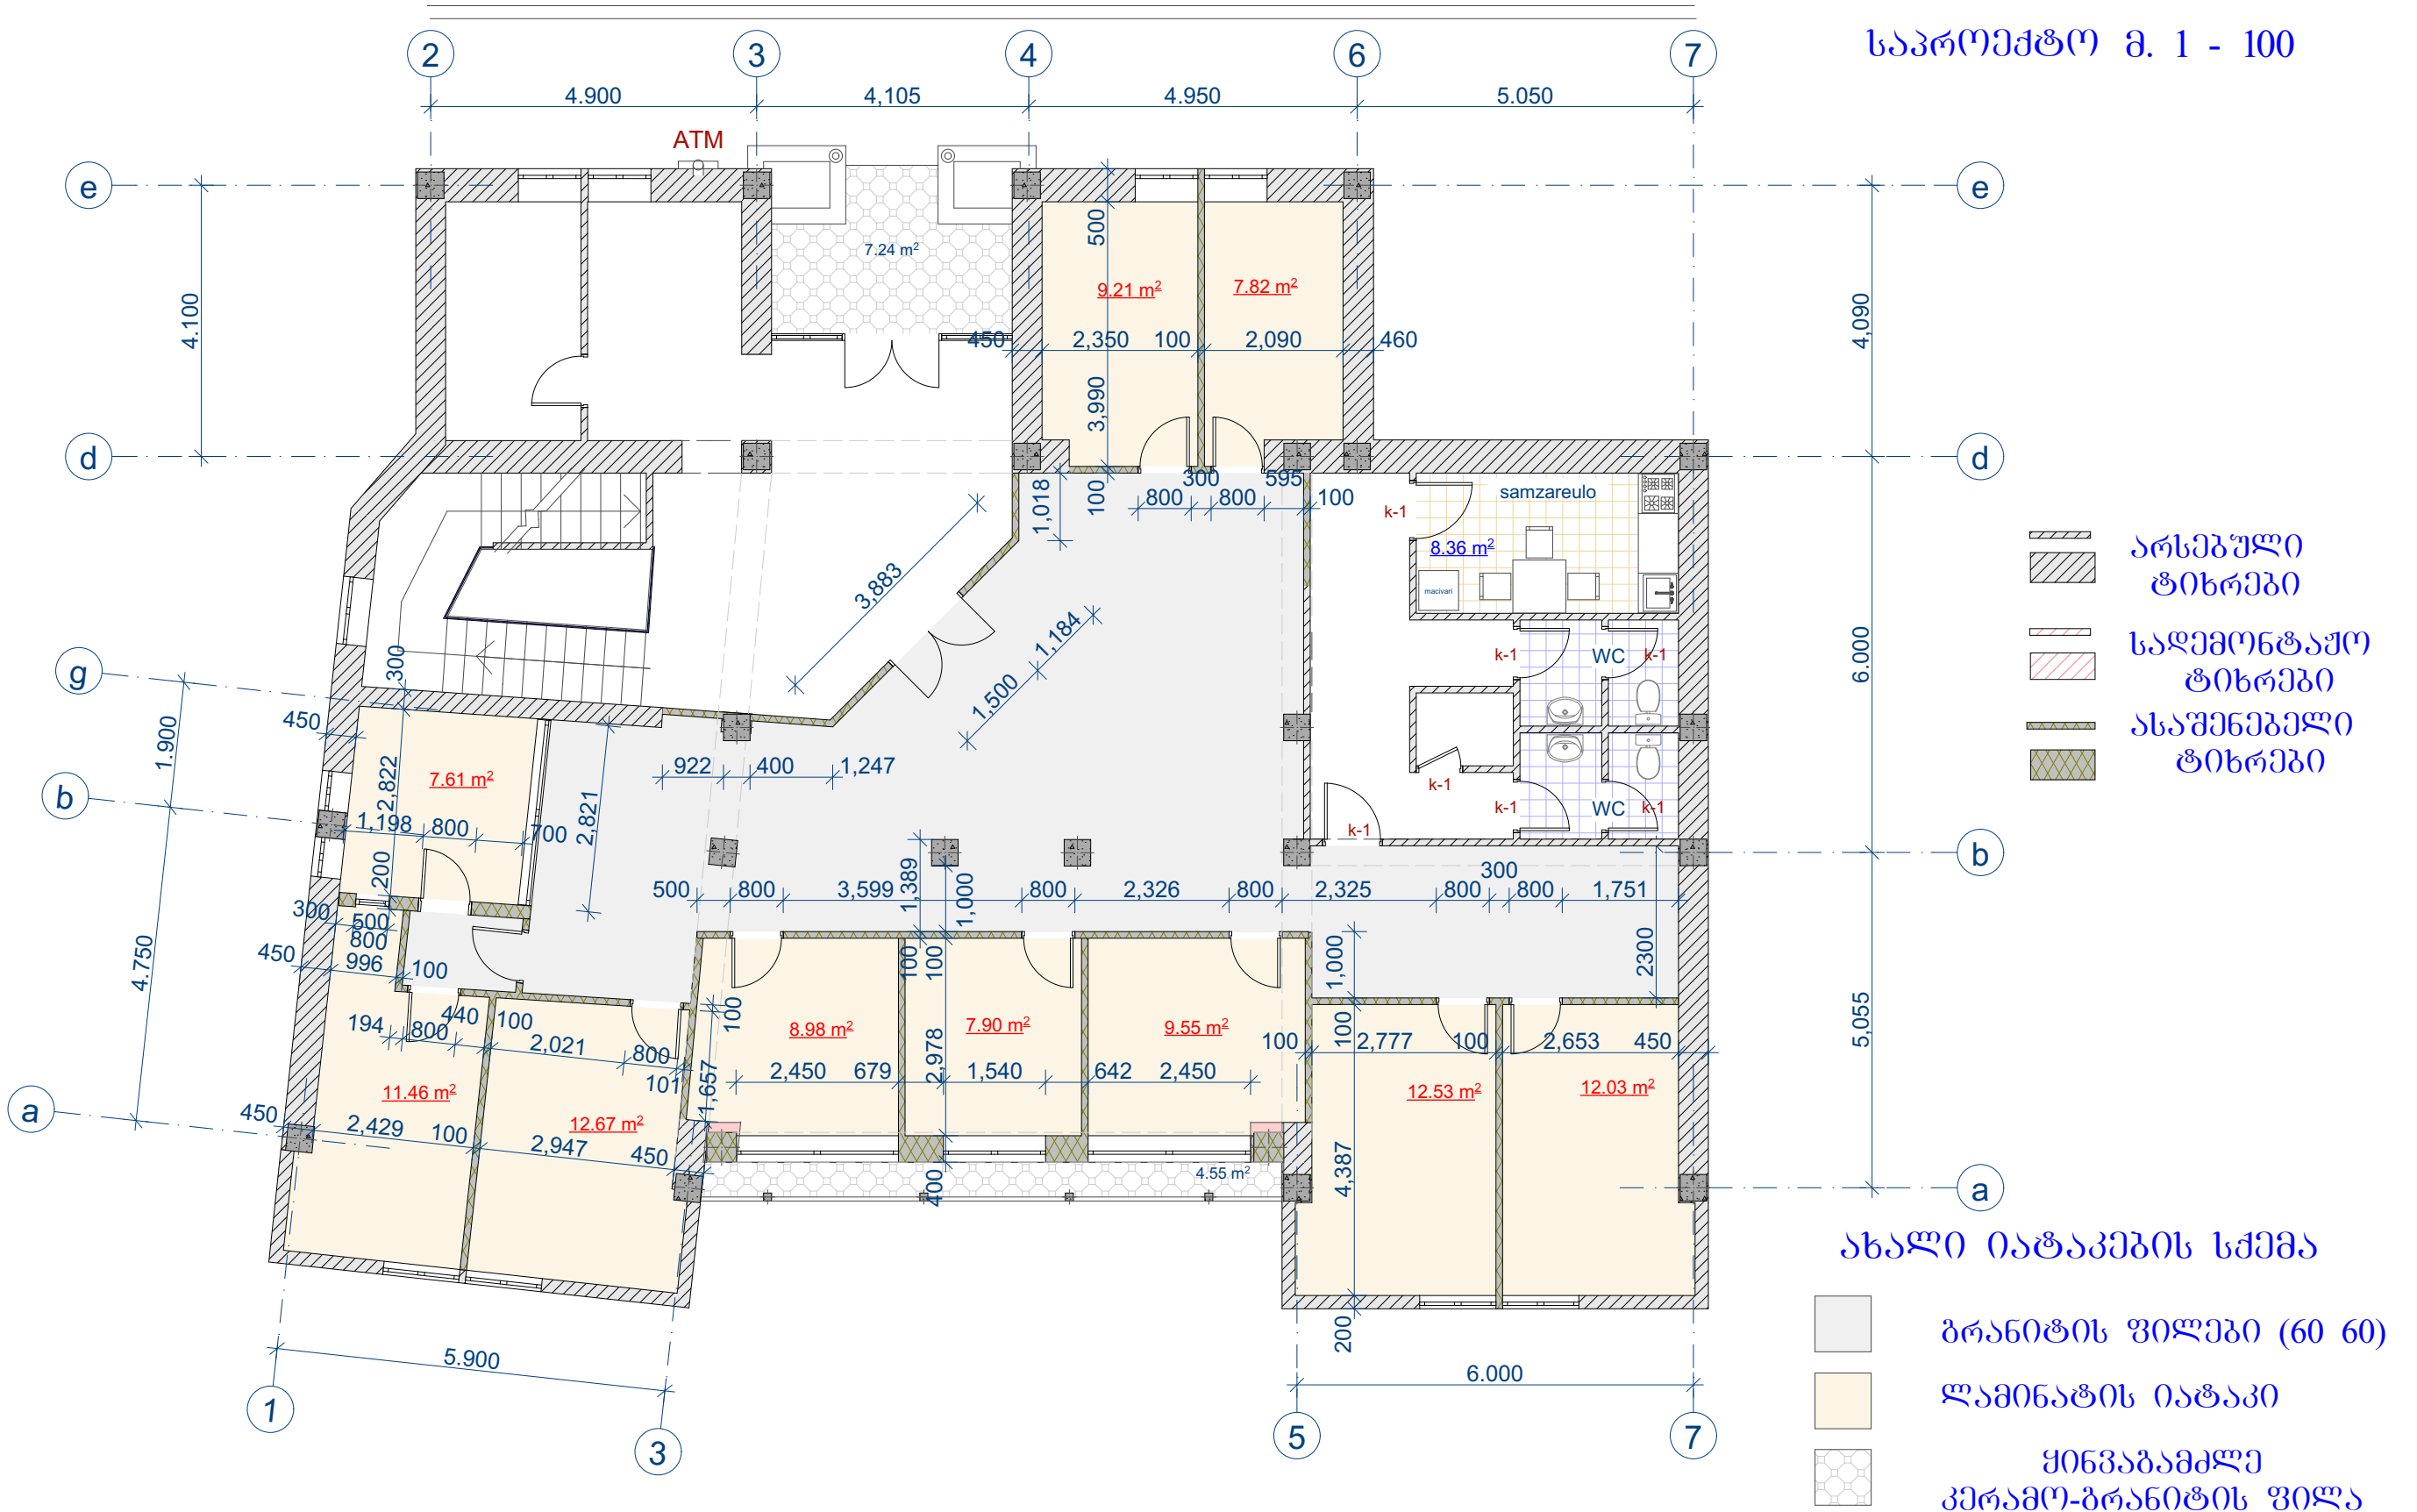 საპროექტო მ. 1 - 100
2
3
4
6
7
4.900
4,105
4.950
5.050
ATM
e
e
7.24 m²
500
9.21 m²
7.82 m²
4.100
4,090
450
2,350
100
2,090
460
3,990
d
d
300
595
samzareulo
1,018
100
800
800
100
k-1
8.36 m²
არსებული
ტიხრები
3,883
macivari
1,184
სადემონტაჟო
ტიხრები
300
k-1
WC
k-1
6.000
g
1,500
450
ასაშენებელი
ტიხრები
1.900
922
400
1,247
7.61 m²
2,822
k-1
b
2,821
k-1
WC
k-1
1,198
800
700
k-1
b
200
1,389
300
500
800
3,599
1,000
800
2,326
800
2,325
800
800
1,751
300
500
800
4.750
450
996
100
100
100
1,000
2300
194
800
440
100
2,021
800
101
100
8.98 m²
7.90 m²
9.55 m²
100
100
2,777
100
2,653
450
5,055
1,657
2,450
679
2,978
1,540
642
2,450
11.46 m²
12.67 m²
12.53 m²
12.03 m²
a
450
2,429
100
2,947
450
4.55 m²
400
4,387
a
ახალი იატაკების სქემა
200
გრანიტის ფილები (60 60)
5.900
6.000
ლამინატის იატაკი
1
3
5
7
ყინვაგამძლე
კერამო-გრანიტის ფილა